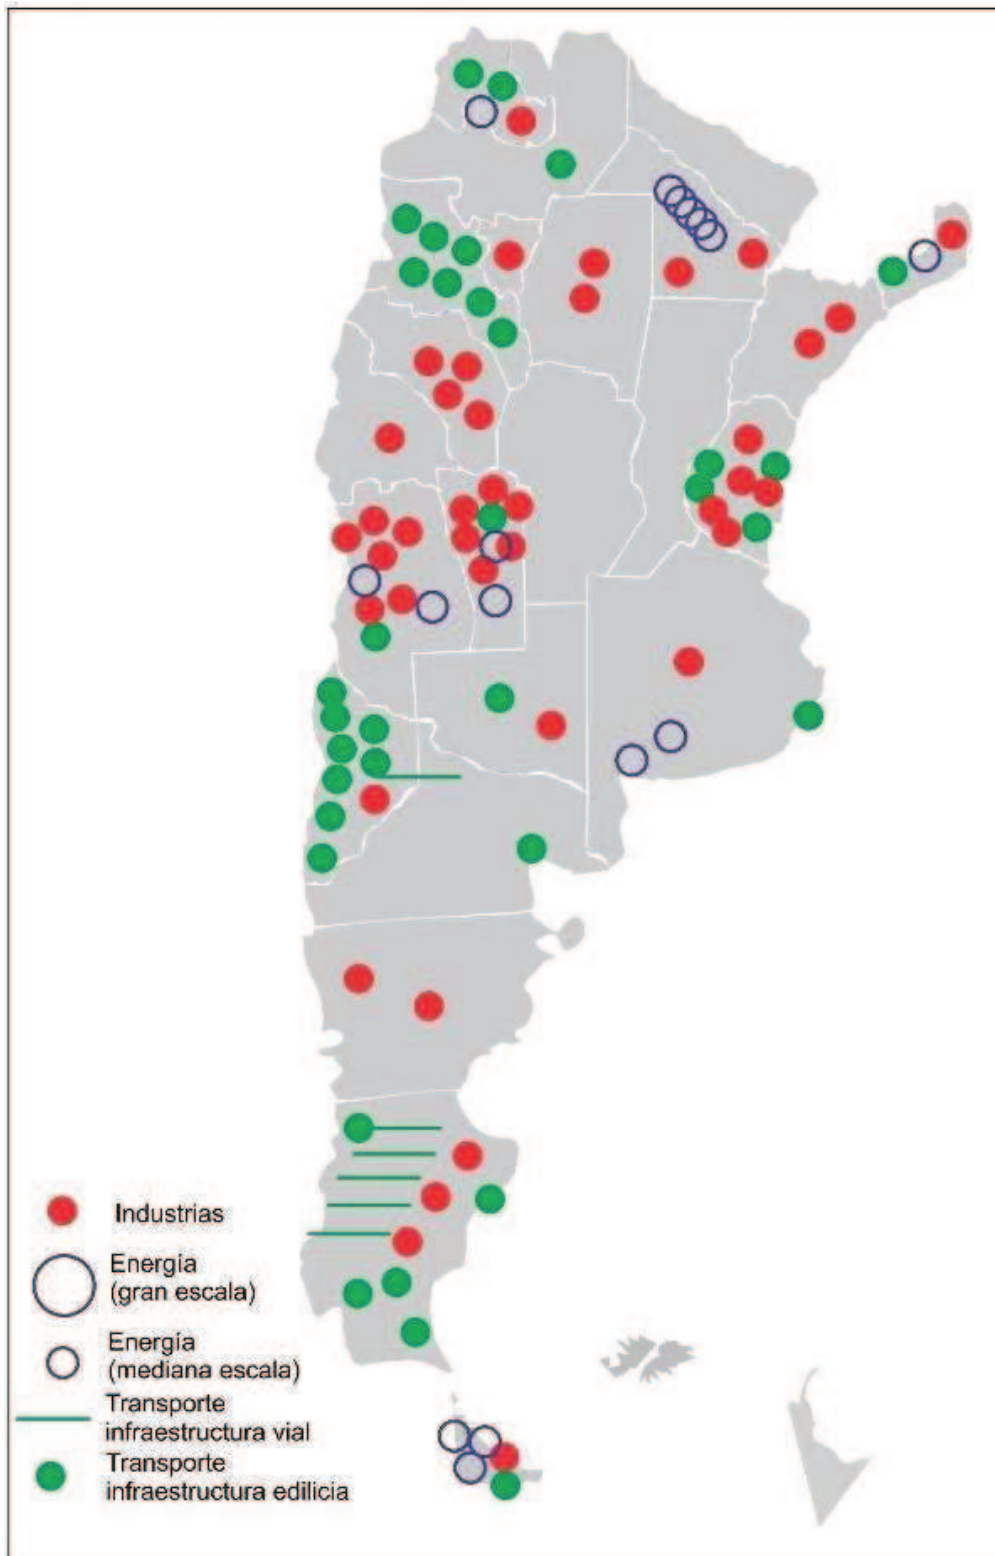 Industrias
Energía
(gran escala)
Energía
(mediana escala)
Transporte
infraestructura vial
Transporte
infraestructura edilicia